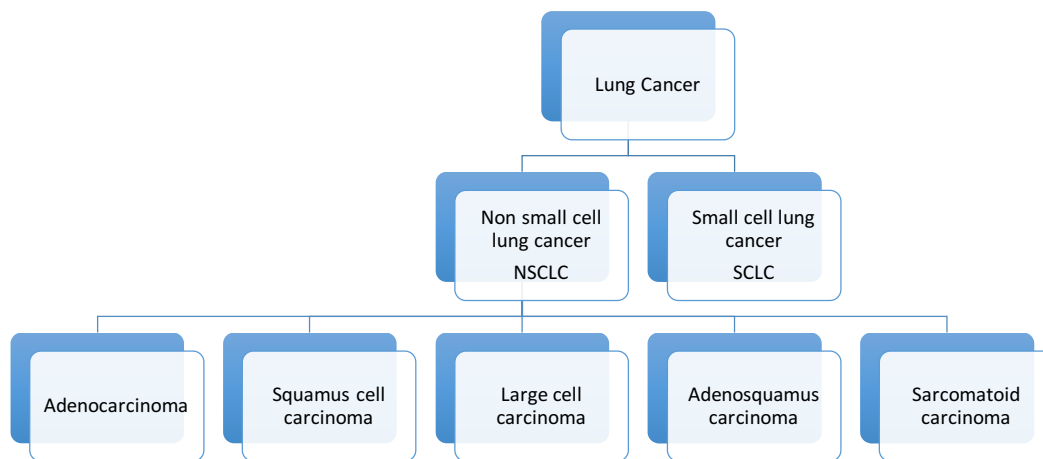 Lung Cancer
Non small cell
lung cancer
NSCLC
Small cell lung
cancer
SCLC
Adenocarcinoma
Squamus cell
carcinoma
Large cell
carcinoma
Adenosquamus
carcinoma
Sarcomatoid
carcinoma